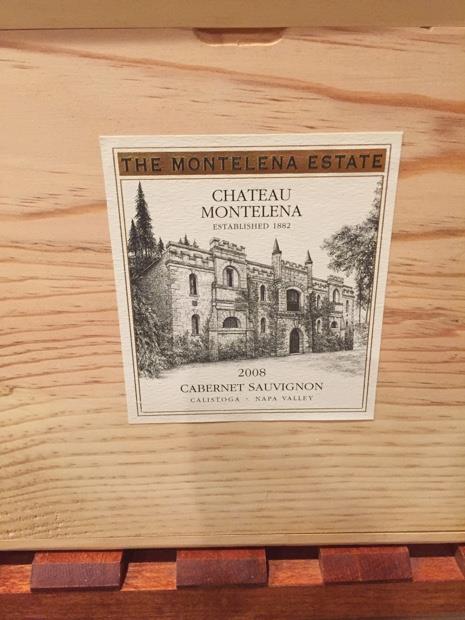 THE MONTELENA ESTATE
CHATEAU
MONTELENA
ESTABLISHED 1882
2008
CABERNET SAUVIGNON
CALISTOGA · NAPA VALLEY